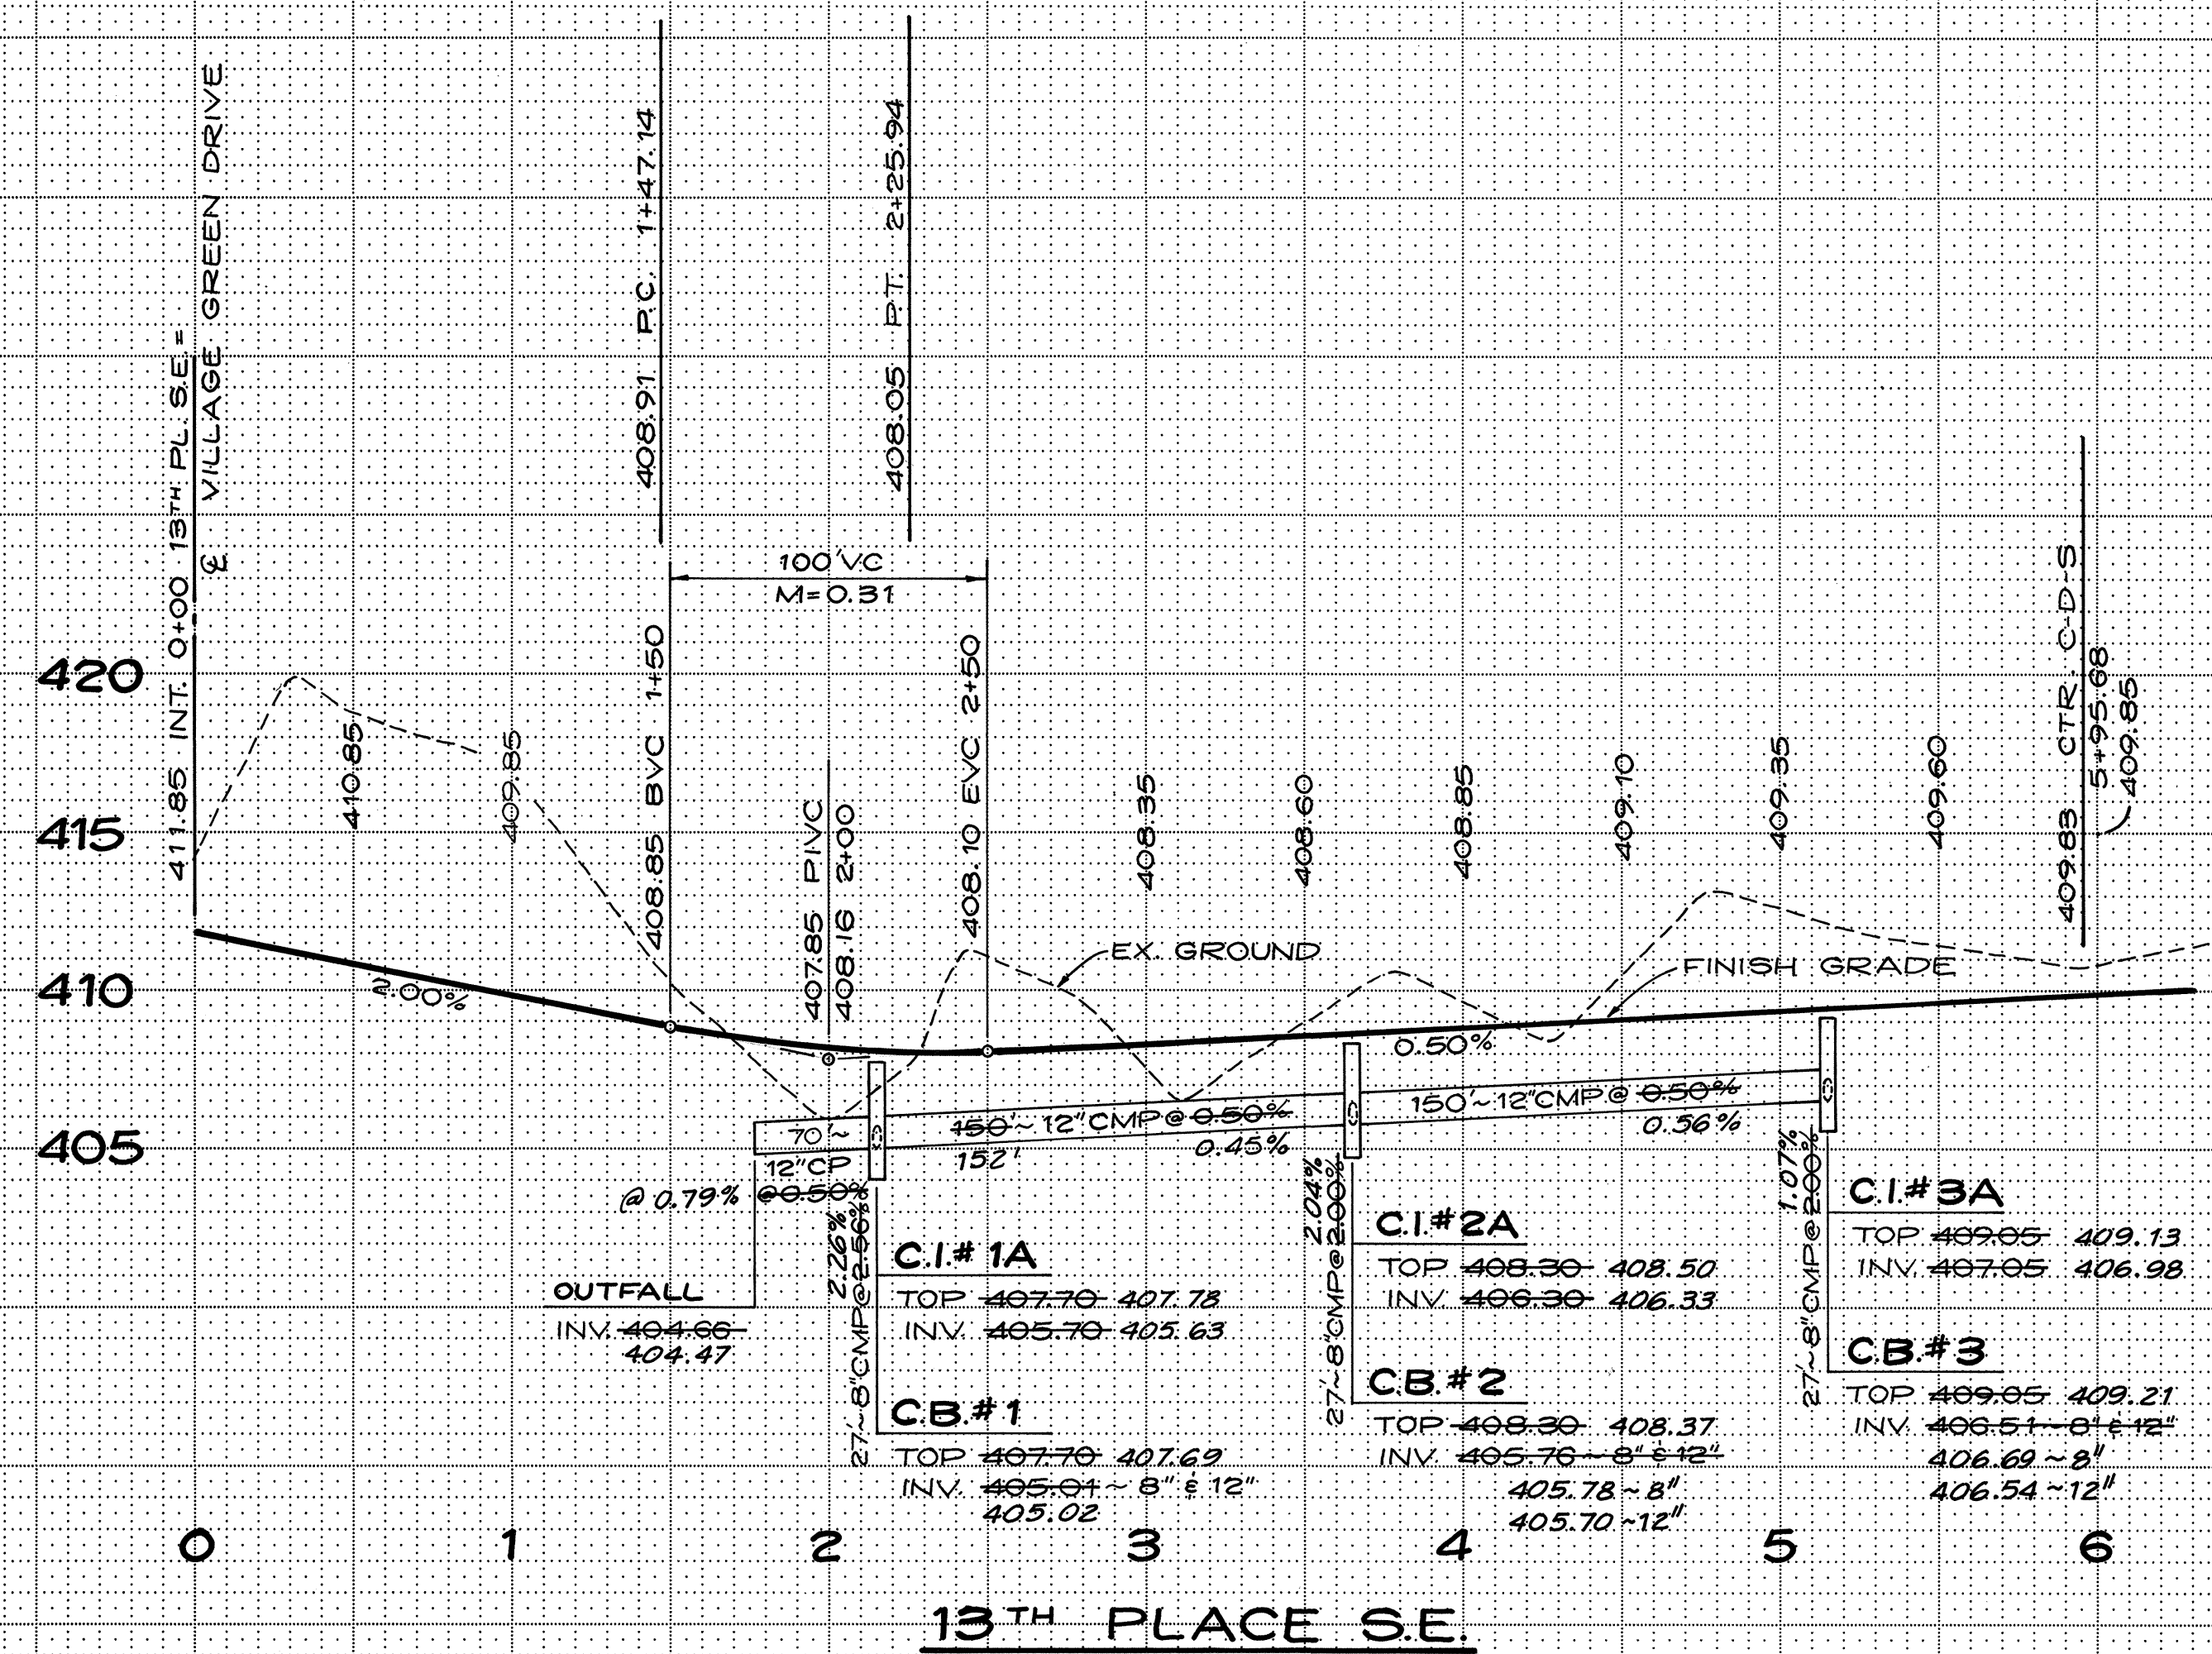 411.85 INT. 0+00 13TH PL. S.E. =
℄ VILLAGE GREEN DRIVE
408.91 P.C. 1+47.14
408.05 P.T. 2+25.94
100' VC
M=0.31
408.85 BVC 1+50
407.85 PIVC
408.16 2+00
408.10 EVC 2+50
420
415
410
405
410.85
409.85
408.35
408.60
408.85
409.10
409.35
409.60
409.83 CTR C-D-S
5+95.68
409.85
EX. GROUND
FINISH GRADE
2.00%
0.50%
70'~
12"CP
@ 0.79% @0.50%
150'~12"CMP@0.50%
152' 0.45%
150'~12"CMP@0.50%
0.56%
OUTFALL
INV. 404.66
404.47
2.26%
27'~8"CMP@2.56%
C.I.#1A
TOP 407.70 407.78
INV. 405.70 405.63
C.B.#1
TOP 407.70 407.69
INV. 405.01~8" & 12"
405.02
2.04%
27'~8"CMP@2.00%
C.I.#2A
TOP 408.30 408.50
INV. 406.30 406.33
C.B.#2
TOP 408.30 408.37
INV. 405.76~8" & 12"
405.78~8"
405.70~12"
1.07%
27'~8"CMP@2.00%
C.I.#3A
TOP 409.05 409.13
INV. 407.05 406.98
C.B.#3
TOP 409.05 409.21
INV. 406.51~8" & 12"
406.69~8"
406.54~12"
0 1 2 3 4 5 6
13TH PLACE S.E.